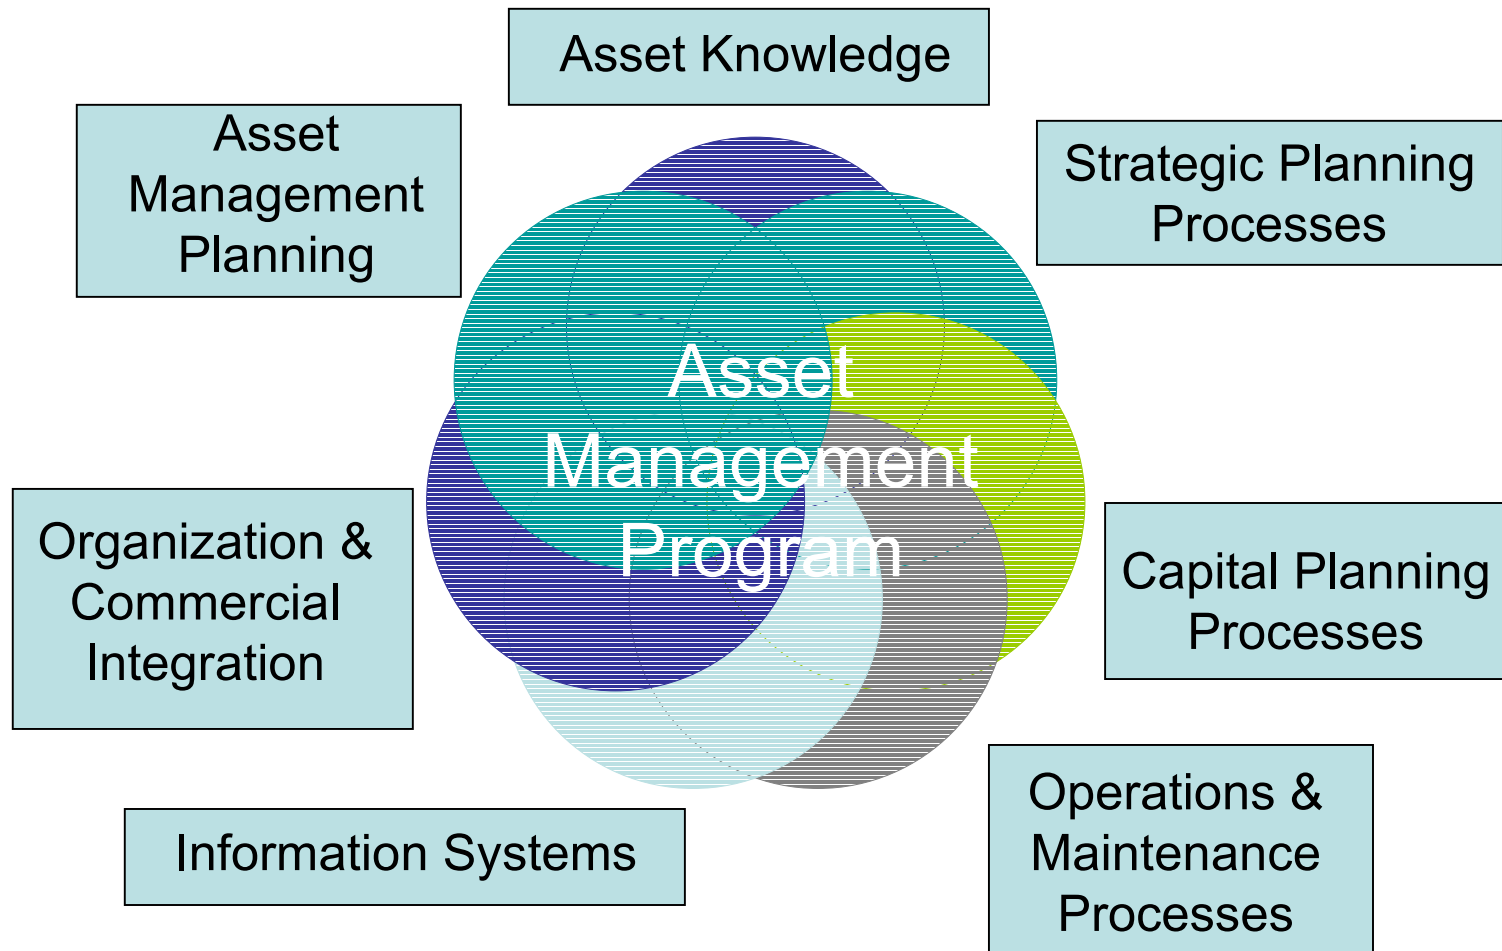 Asset Knowledge
Asset
Management
Planning
Strategic Planning
Processes
Asset
Management
Program
Organization &
Commercial
Integration
Capital Planning
Processes
Information Systems
Operations &
Maintenance
Processes